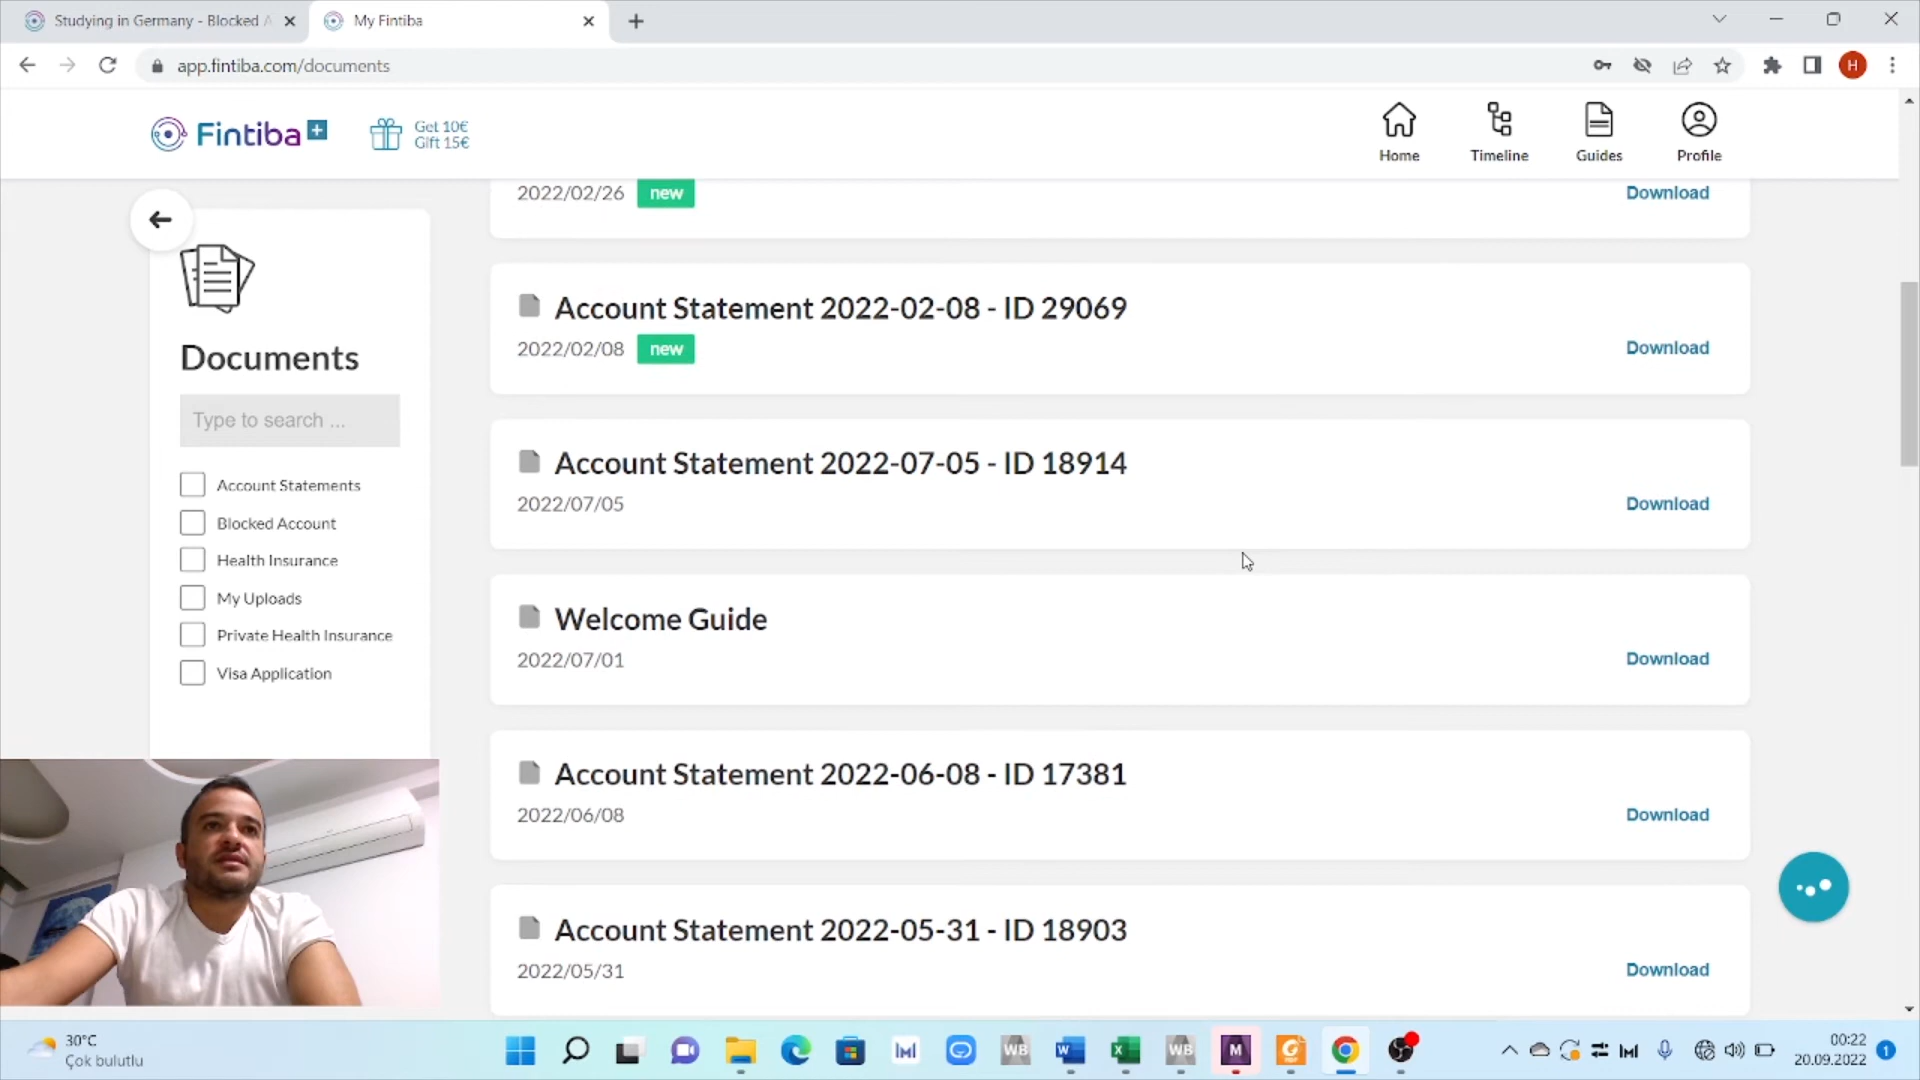 Studying in Germany - Blocked A
My Fintiba
app.fintiba.com/documents
H
Fintiba +
Get 10€
Gift 15€
Home
Timeline
Guides
Profile
2022/02/26 new
Download
Account Statement 2022-02-08 - ID 29069
2022/02/08 new
Download
Account Statement 2022-07-05 - ID 18914
2022/07/05
Download
Welcome Guide
2022/07/01
Download
Account Statement 2022-06-08 - ID 17381
2022/06/08
Download
Account Statement 2022-05-31 - ID 18903
2022/05/31
Download
Documents
Type to search ...
Account Statements
Blocked Account
Health Insurance
My Uploads
Private Health Insurance
Visa Application
30°C
Çok bulutlu
WB
W
X
WB
M
00:22
20.09.2022
1